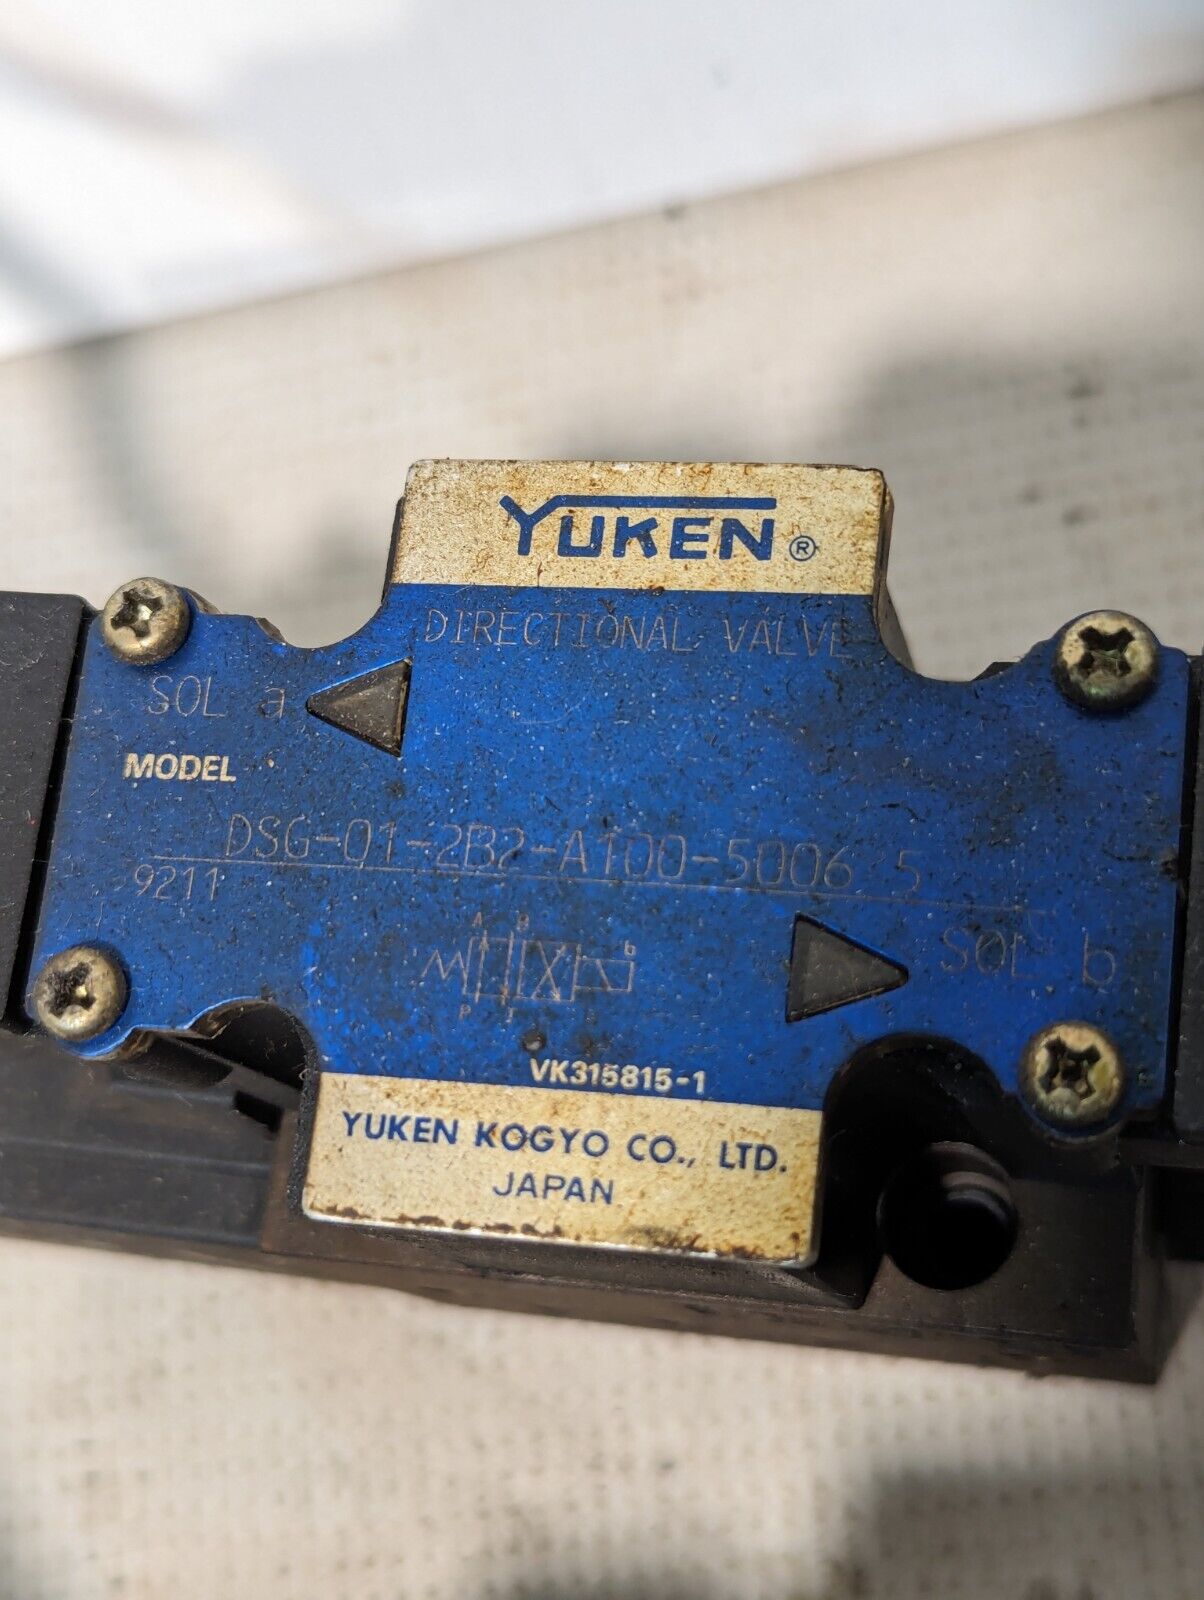 YUKEN®
DIRECTIONAL VALVE
SOL a
MODEL
DSG-01-2B2-A100-5006 5
9211
A B
b
SOL b
P T
VK315815-1
YUKEN KOGYO CO., LTD.
JAPAN